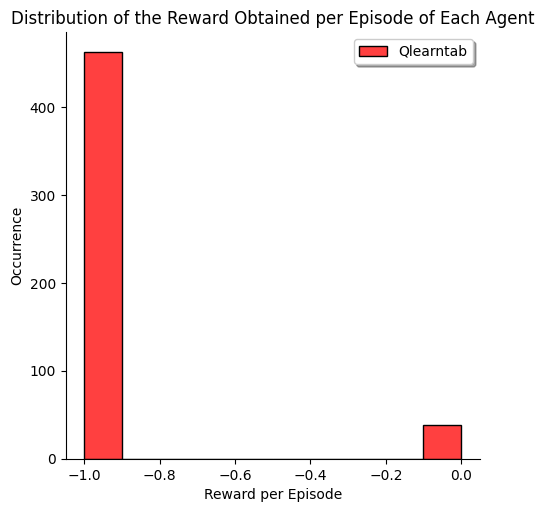 Distribution of the Reward Obtained per Episode of Each Agent
Qlearntab
400
300
200
100
0
Occurrence
−1.0 −0.8 −0.6 −0.4 −0.2 0.0
Reward per Episode